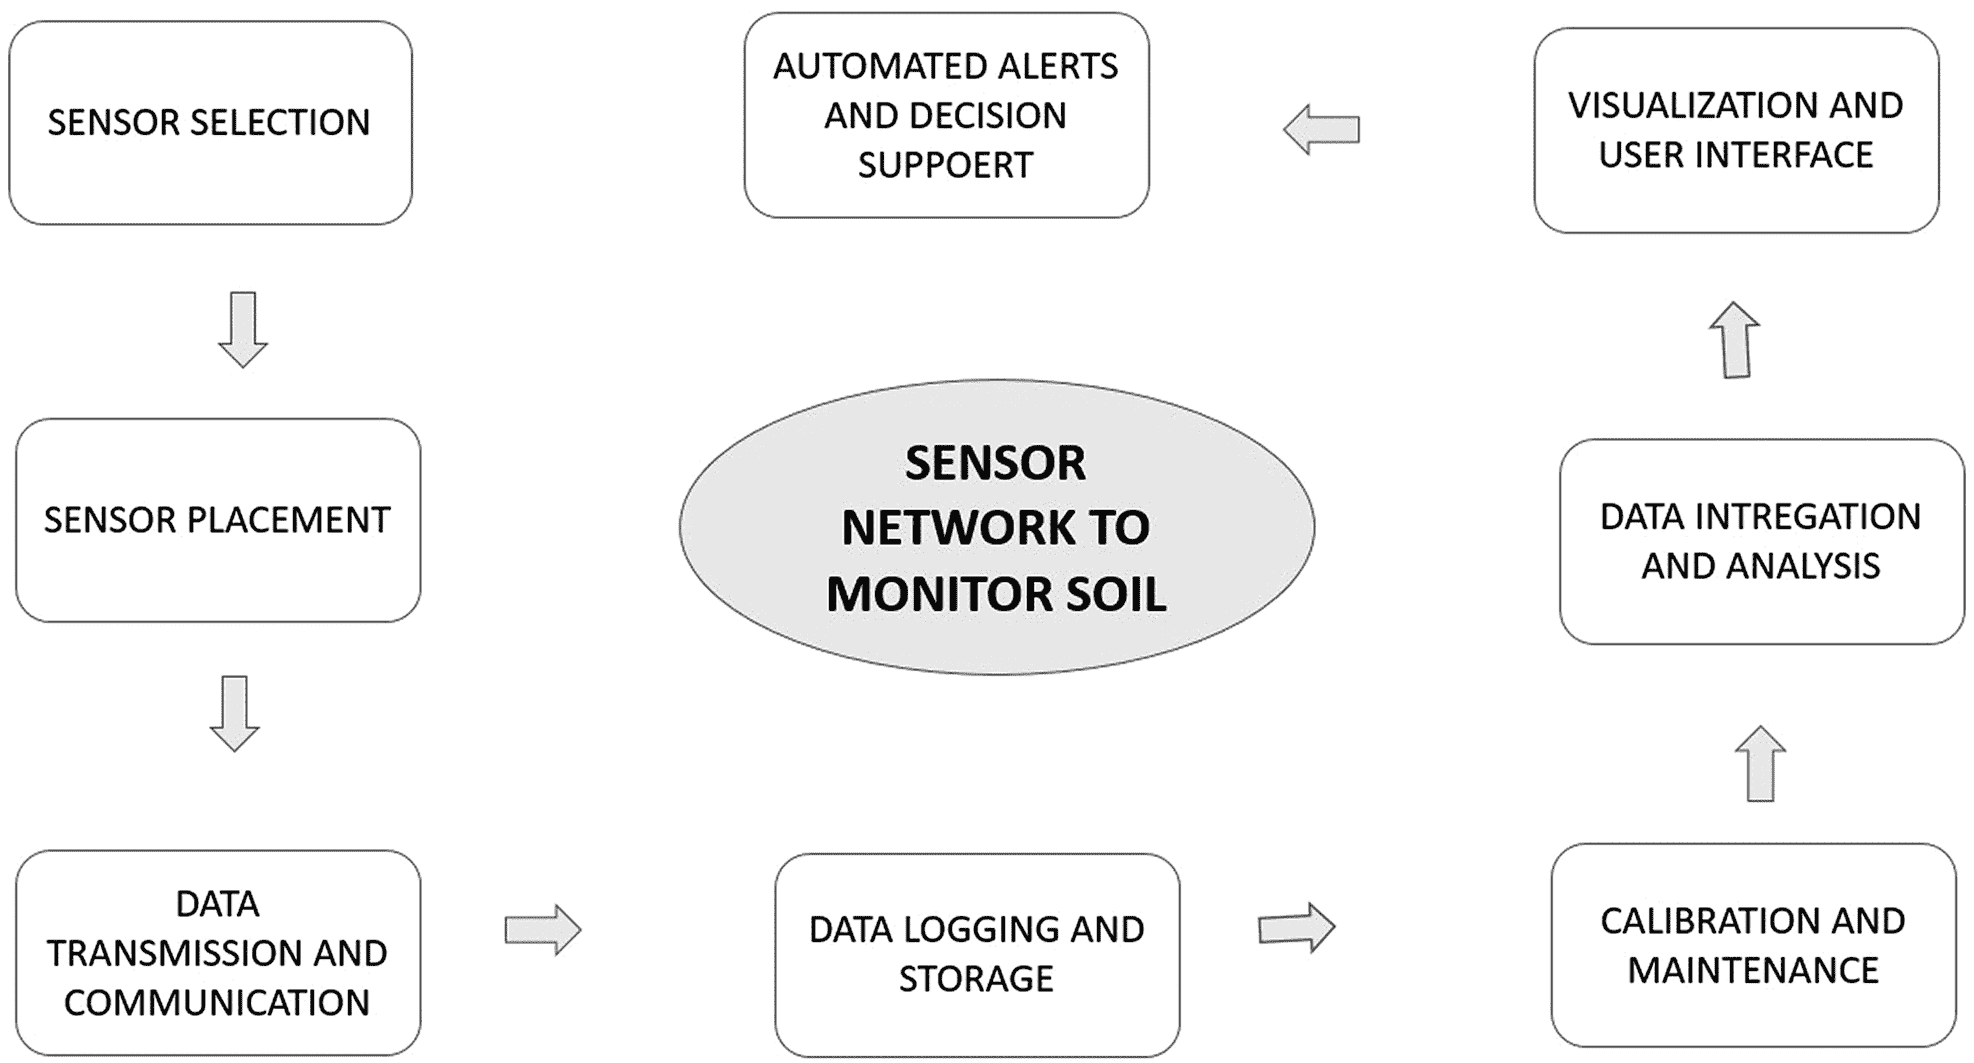 SENSOR SELECTION
AUTOMATED ALERTS
AND DECISION
SUPPOERT
VISUALIZATION AND
USER INTERFACE
SENSOR PLACEMENT
SENSOR
NETWORK TO
MONITOR SOIL
DATA INTREGATION
AND ANALYSIS
DATA
TRANSMISSION AND
COMMUNICATION
DATA LOGGING AND
STORAGE
CALIBRATION AND
MAINTENANCE